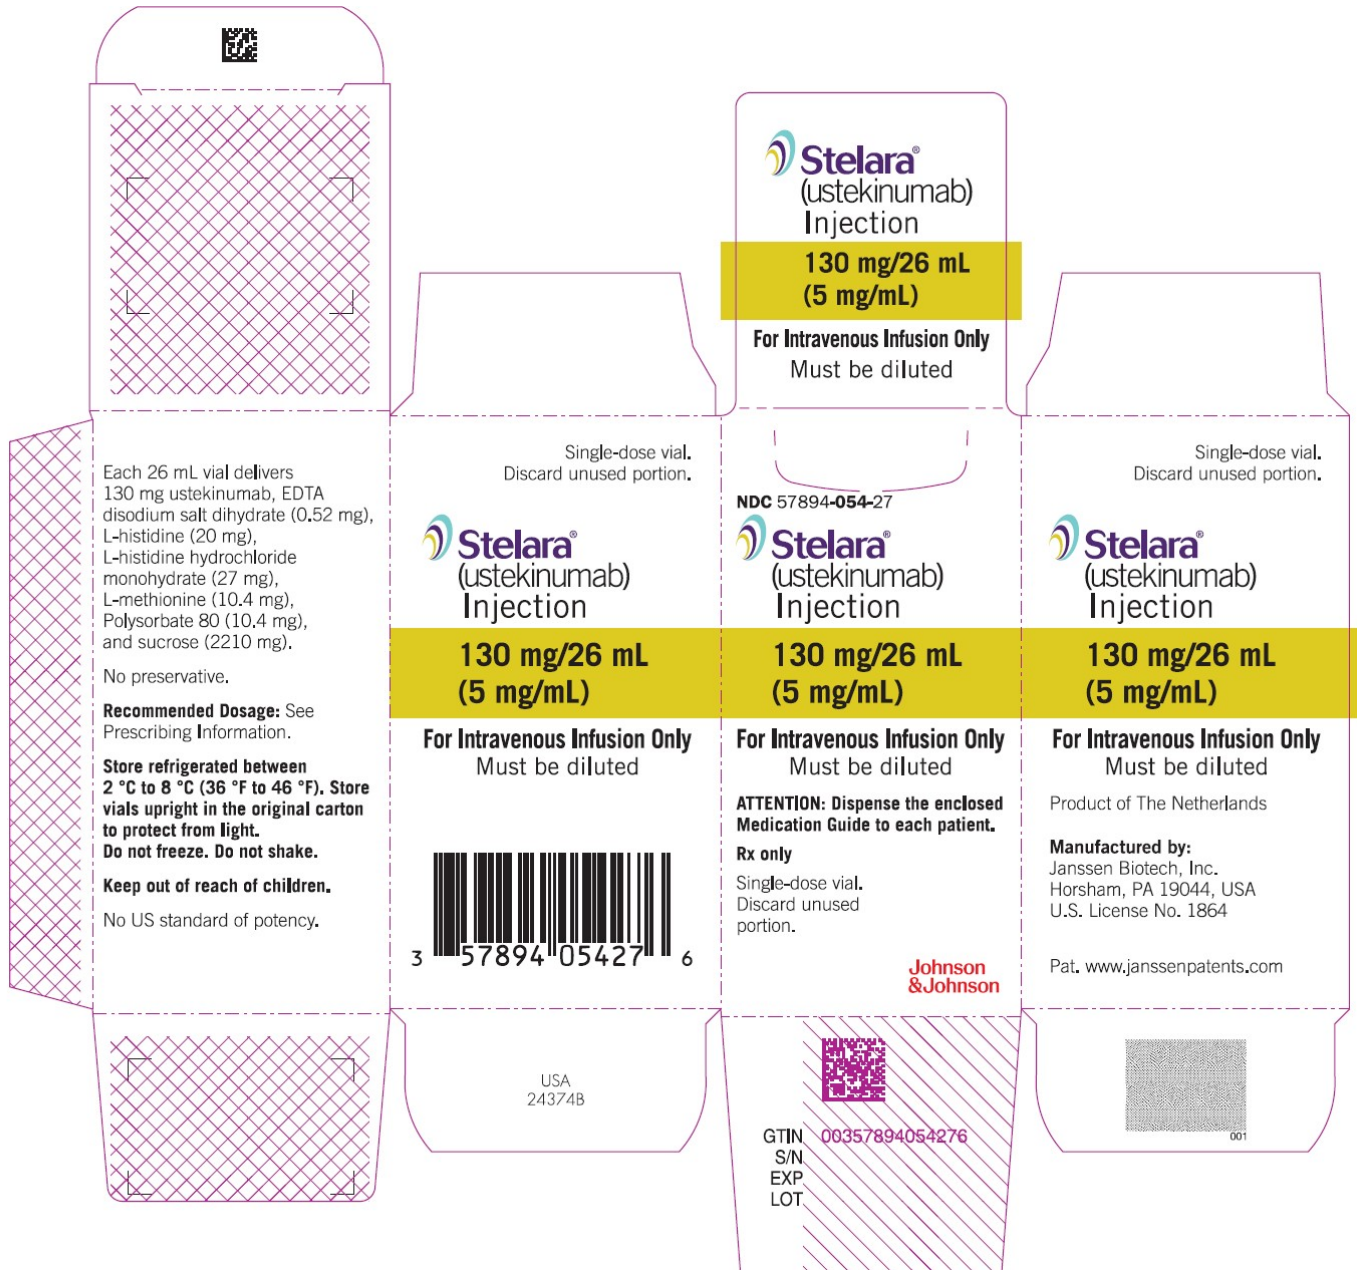 Stelara®
(ustekinumab)
Injection
130 mg/26 mL
(5 mg/mL)
For Intravenous Infusion Only
Must be diluted
Each 26 mL vial delivers
130 mg ustekinumab, EDTA
disodium salt dihydrate (0.52 mg),
L-histidine (20 mg),
L-histidine hydrochloride
monohydrate (27 mg),
L-methionine (10.4 mg),
Polysorbate 80 (10.4 mg),
and sucrose (2210 mg).
No preservative.
Recommended Dosage: See
Prescribing Information.
Store refrigerated between
2 °C to 8 °C (36 °F to 46 °F). Store
vials upright in the original carton
to protect from light.
Do not freeze. Do not shake.
Keep out of reach of children.
No US standard of potency.
Single-dose vial.
Discard unused portion.
Stelara®
(ustekinumab)
Injection
130 mg/26 mL
(5 mg/mL)
For Intravenous Infusion Only
Must be diluted
3 57894 05427 6
USA
24374B
NDC 57894-054-27
Stelara®
(ustekinumab)
Injection
130 mg/26 mL
(5 mg/mL)
For Intravenous Infusion Only
Must be diluted
ATTENTION: Dispense the enclosed
Medication Guide to each patient.
Rx only
Single-dose vial.
Discard unused
portion.
Johnson
&Johnson
GTIN 00357894054276
S/N
EXP
LOT
Single-dose vial.
Discard unused portion.
Stelara®
(ustekinumab)
Injection
130 mg/26 mL
(5 mg/mL)
For Intravenous Infusion Only
Must be diluted
Product of The Netherlands
Manufactured by:
Janssen Biotech, Inc.
Horsham, PA 19044, USA
U.S. License No. 1864
Pat. www.janssenpatents.com
001